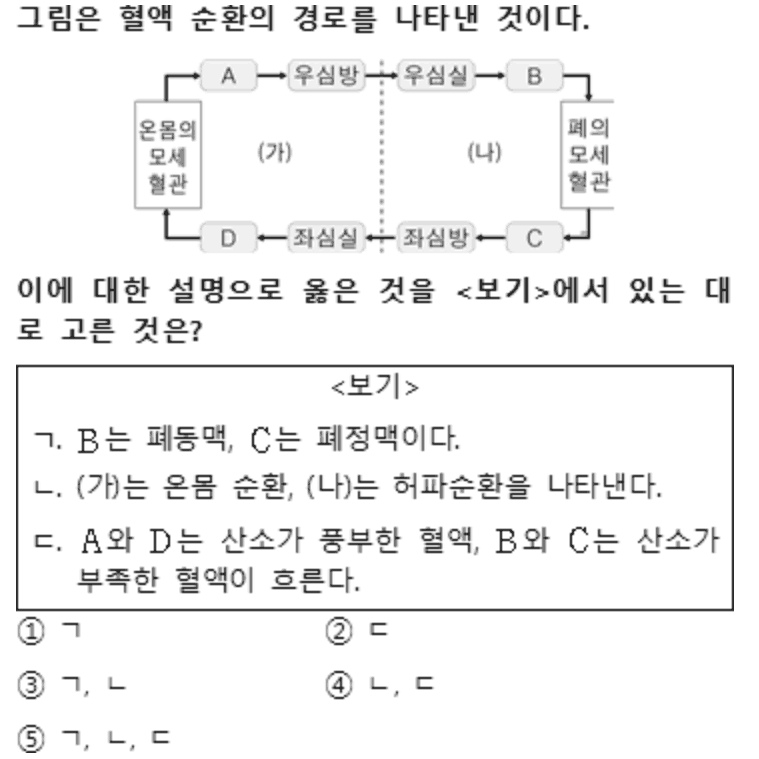 그림은 혈액 순환의 경로를 나타낸 것이다.
A 우심방 우심실 B
온몸의 모세 혈관
(가) (나)
폐의 모세 혈관
D 좌심실 좌심방 C
이에 대한 설명으로 옳은 것을 <보기>에서 있는 대
로 고른 것은?
<보기>
ㄱ. B는 폐동맥, C는 폐정맥이다.
ㄴ. (가)는 온몸 순환, (나)는 허파순환을 나타낸다.
ㄷ. A와 D는 산소가 풍부한 혈액, B와 C는 산소가
부족한 혈액이 흐른다.
① ㄱ ② ㄷ
③ ㄱ, ㄴ ④ ㄴ, ㄷ
⑤ ㄱ, ㄴ, ㄷ